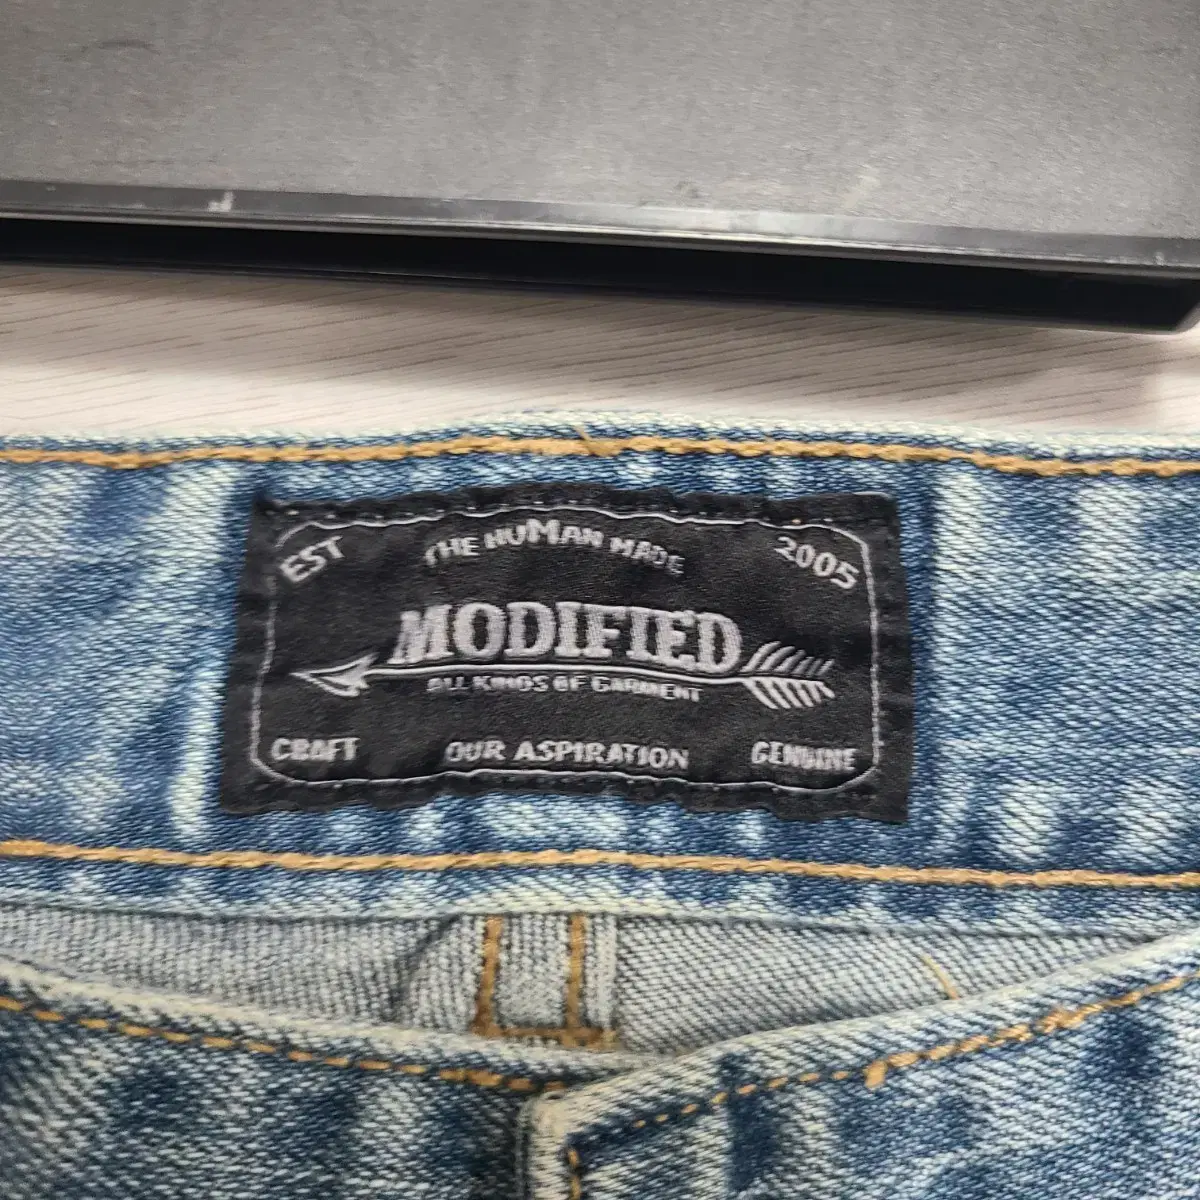 EST THE HUMAN MADE 2005
MODIFIED
ALL KINDS OF GARMENT
CRAFT OUR ASPIRATION GENUINE